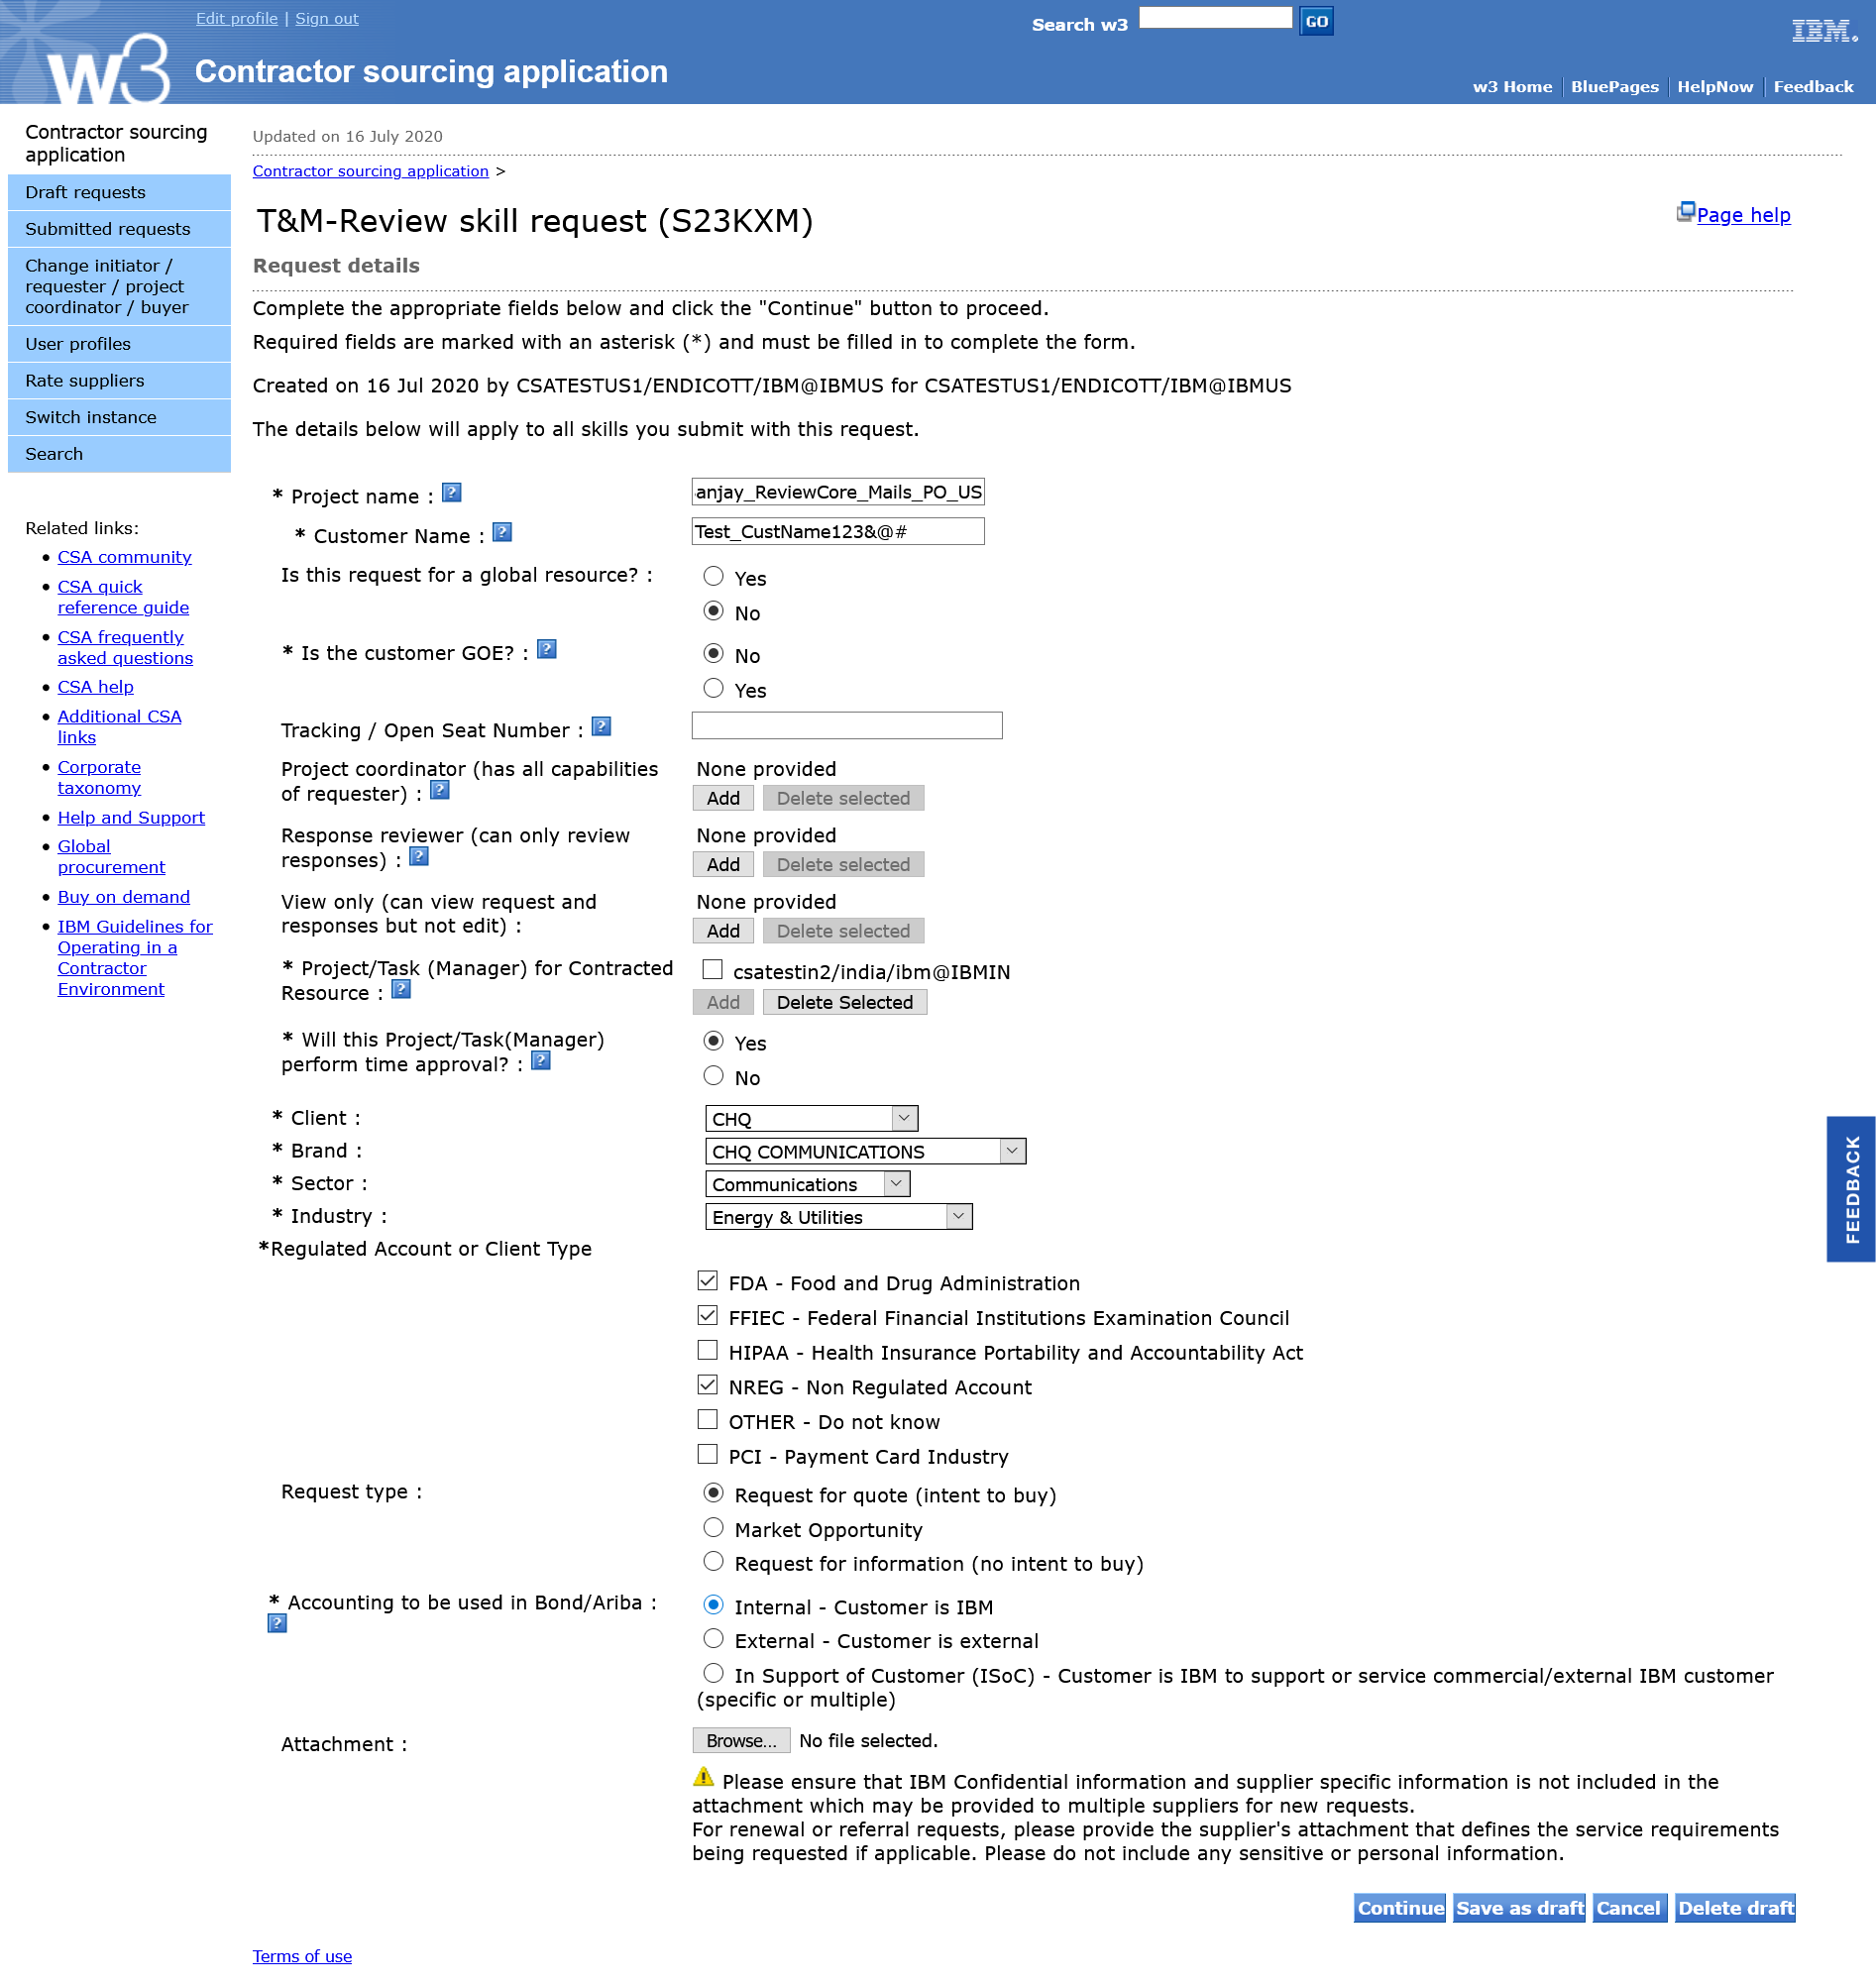 Edit profile | Sign out
Search w3
GO
IBM.
w3
Contractor sourcing application
w3 Home
BluePages
HelpNow
Feedback
Contractor sourcing
application
Draft requests
Submitted requests
Change initiator /
requester / project
coordinator / buyer
User profiles
Rate suppliers
Switch instance
Search
Related links:
CSA community
CSA quick
reference guide
CSA frequently
asked questions
CSA help
Additional CSA
links
Corporate
taxonomy
Help and Support
Global
procurement
Buy on demand
IBM Guidelines for
Operating in a
Contractor
Environment
Updated on 16 July 2020
Contractor sourcing application >
T&M-Review skill request (S23KXM)
Page help
Request details
Complete the appropriate fields below and click the "Continue" button to proceed.
Required fields are marked with an asterisk (*) and must be filled in to complete the form.
Created on 16 Jul 2020 by CSATESTUS1/ENDICOTT/IBM@IBMUS for CSATESTUS1/ENDICOTT/IBM@IBMUS
The details below will apply to all skills you submit with this request.
* Project name : ?
anjay_ReviewCore_Mails_PO_US
* Customer Name : ?
Test_CustName123&@#
Is this request for a global resource? :
Yes
No
* Is the customer GOE? : ?
No
Yes
Tracking / Open Seat Number : ?
Project coordinator (has all capabilities
of requester) : ?
None provided
Add Delete selected
Response reviewer (can only review
responses) : ?
None provided
Add Delete selected
View only (can view request and
responses but not edit) :
None provided
Add Delete selected
* Project/Task (Manager) for Contracted
Resource : ?
csatestin2/india/ibm@IBMIN
Add Delete Selected
* Will this Project/Task(Manager)
perform time approval? : ?
Yes
No
* Client :
CHQ
* Brand :
CHQ COMMUNICATIONS
* Sector :
Communications
* Industry :
Energy & Utilities
*Regulated Account or Client Type
FDA - Food and Drug Administration
FFIEC - Federal Financial Institutions Examination Council
HIPAA - Health Insurance Portability and Accountability Act
NREG - Non Regulated Account
OTHER - Do not know
PCI - Payment Card Industry
Request type :
Request for quote (intent to buy)
Market Opportunity
Request for information (no intent to buy)
* Accounting to be used in Bond/Ariba :
?
Internal - Customer is IBM
External - Customer is external
In Support of Customer (ISoC) - Customer is IBM to support or service commercial/external IBM customer
(specific or multiple)
Attachment :
Browse... No file selected.
Please ensure that IBM Confidential information and supplier specific information is not included in the
attachment which may be provided to multiple suppliers for new requests.
For renewal or referral requests, please provide the supplier's attachment that defines the service requirements
being requested if applicable. Please do not include any sensitive or personal information.
Continue Save as draft Cancel Delete draft
Terms of use
FEEDBACK